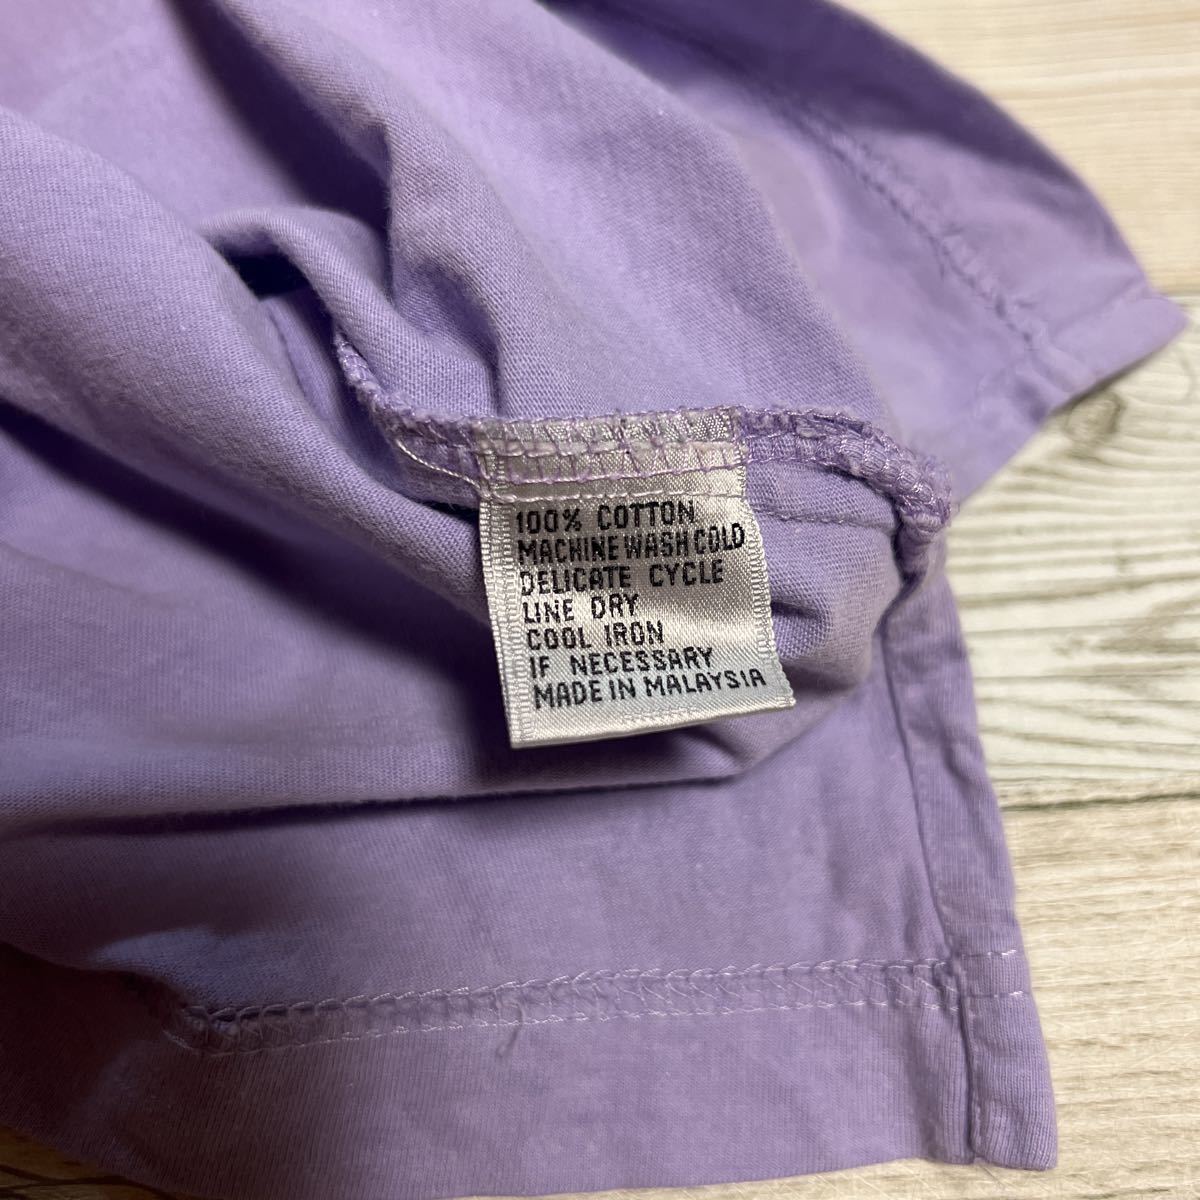 100% COTTON
MACHINE WASH COLD
DELICATE CYCLE
LINE DRY
COOL IRON
IF NECESSARY
MADE IN MALAYSIA